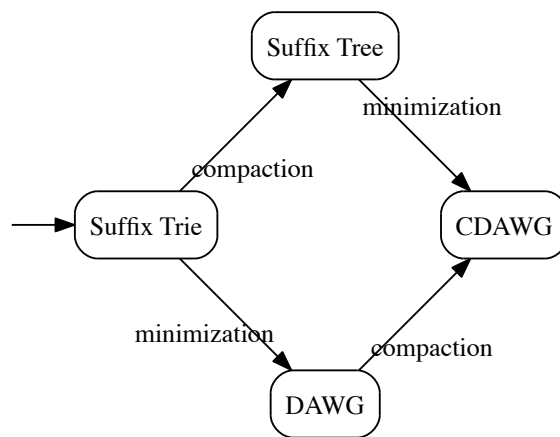 Suffix Tree
minimization
compaction
Suffix Trie
CDAWG
minimization
compaction
DAWG